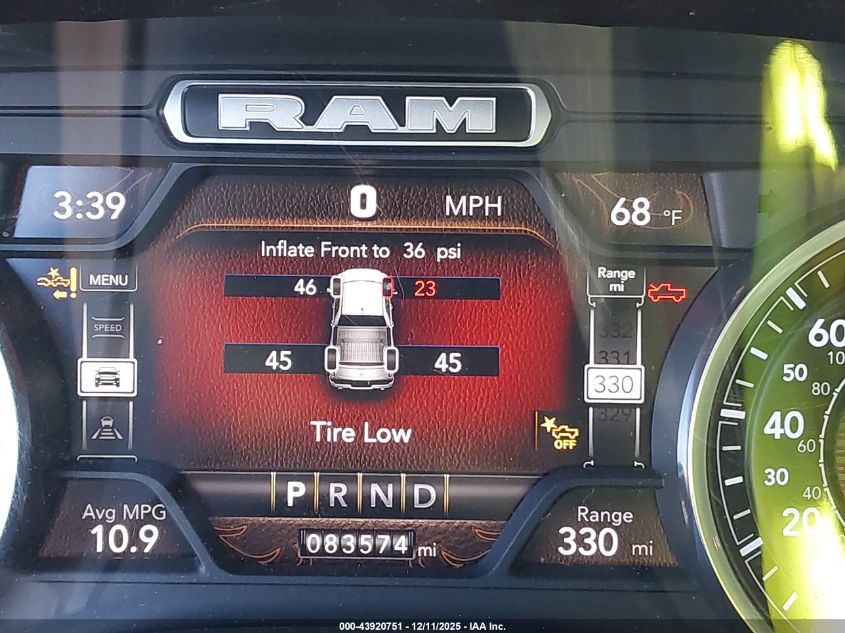 RAM
3:39
0 MPH
68 °F
Inflate Front to 36 psi
MENU
46 23
Range
mi
SPEED
332
331
45 45
330
329
Tire Low
OFF
P R N D
Avg MPG
10.9
083574 mi
Range
330 mi
60
50
80
40
60
30
40
20
000-43920751 - 12/11/2025 - IAA Inc.